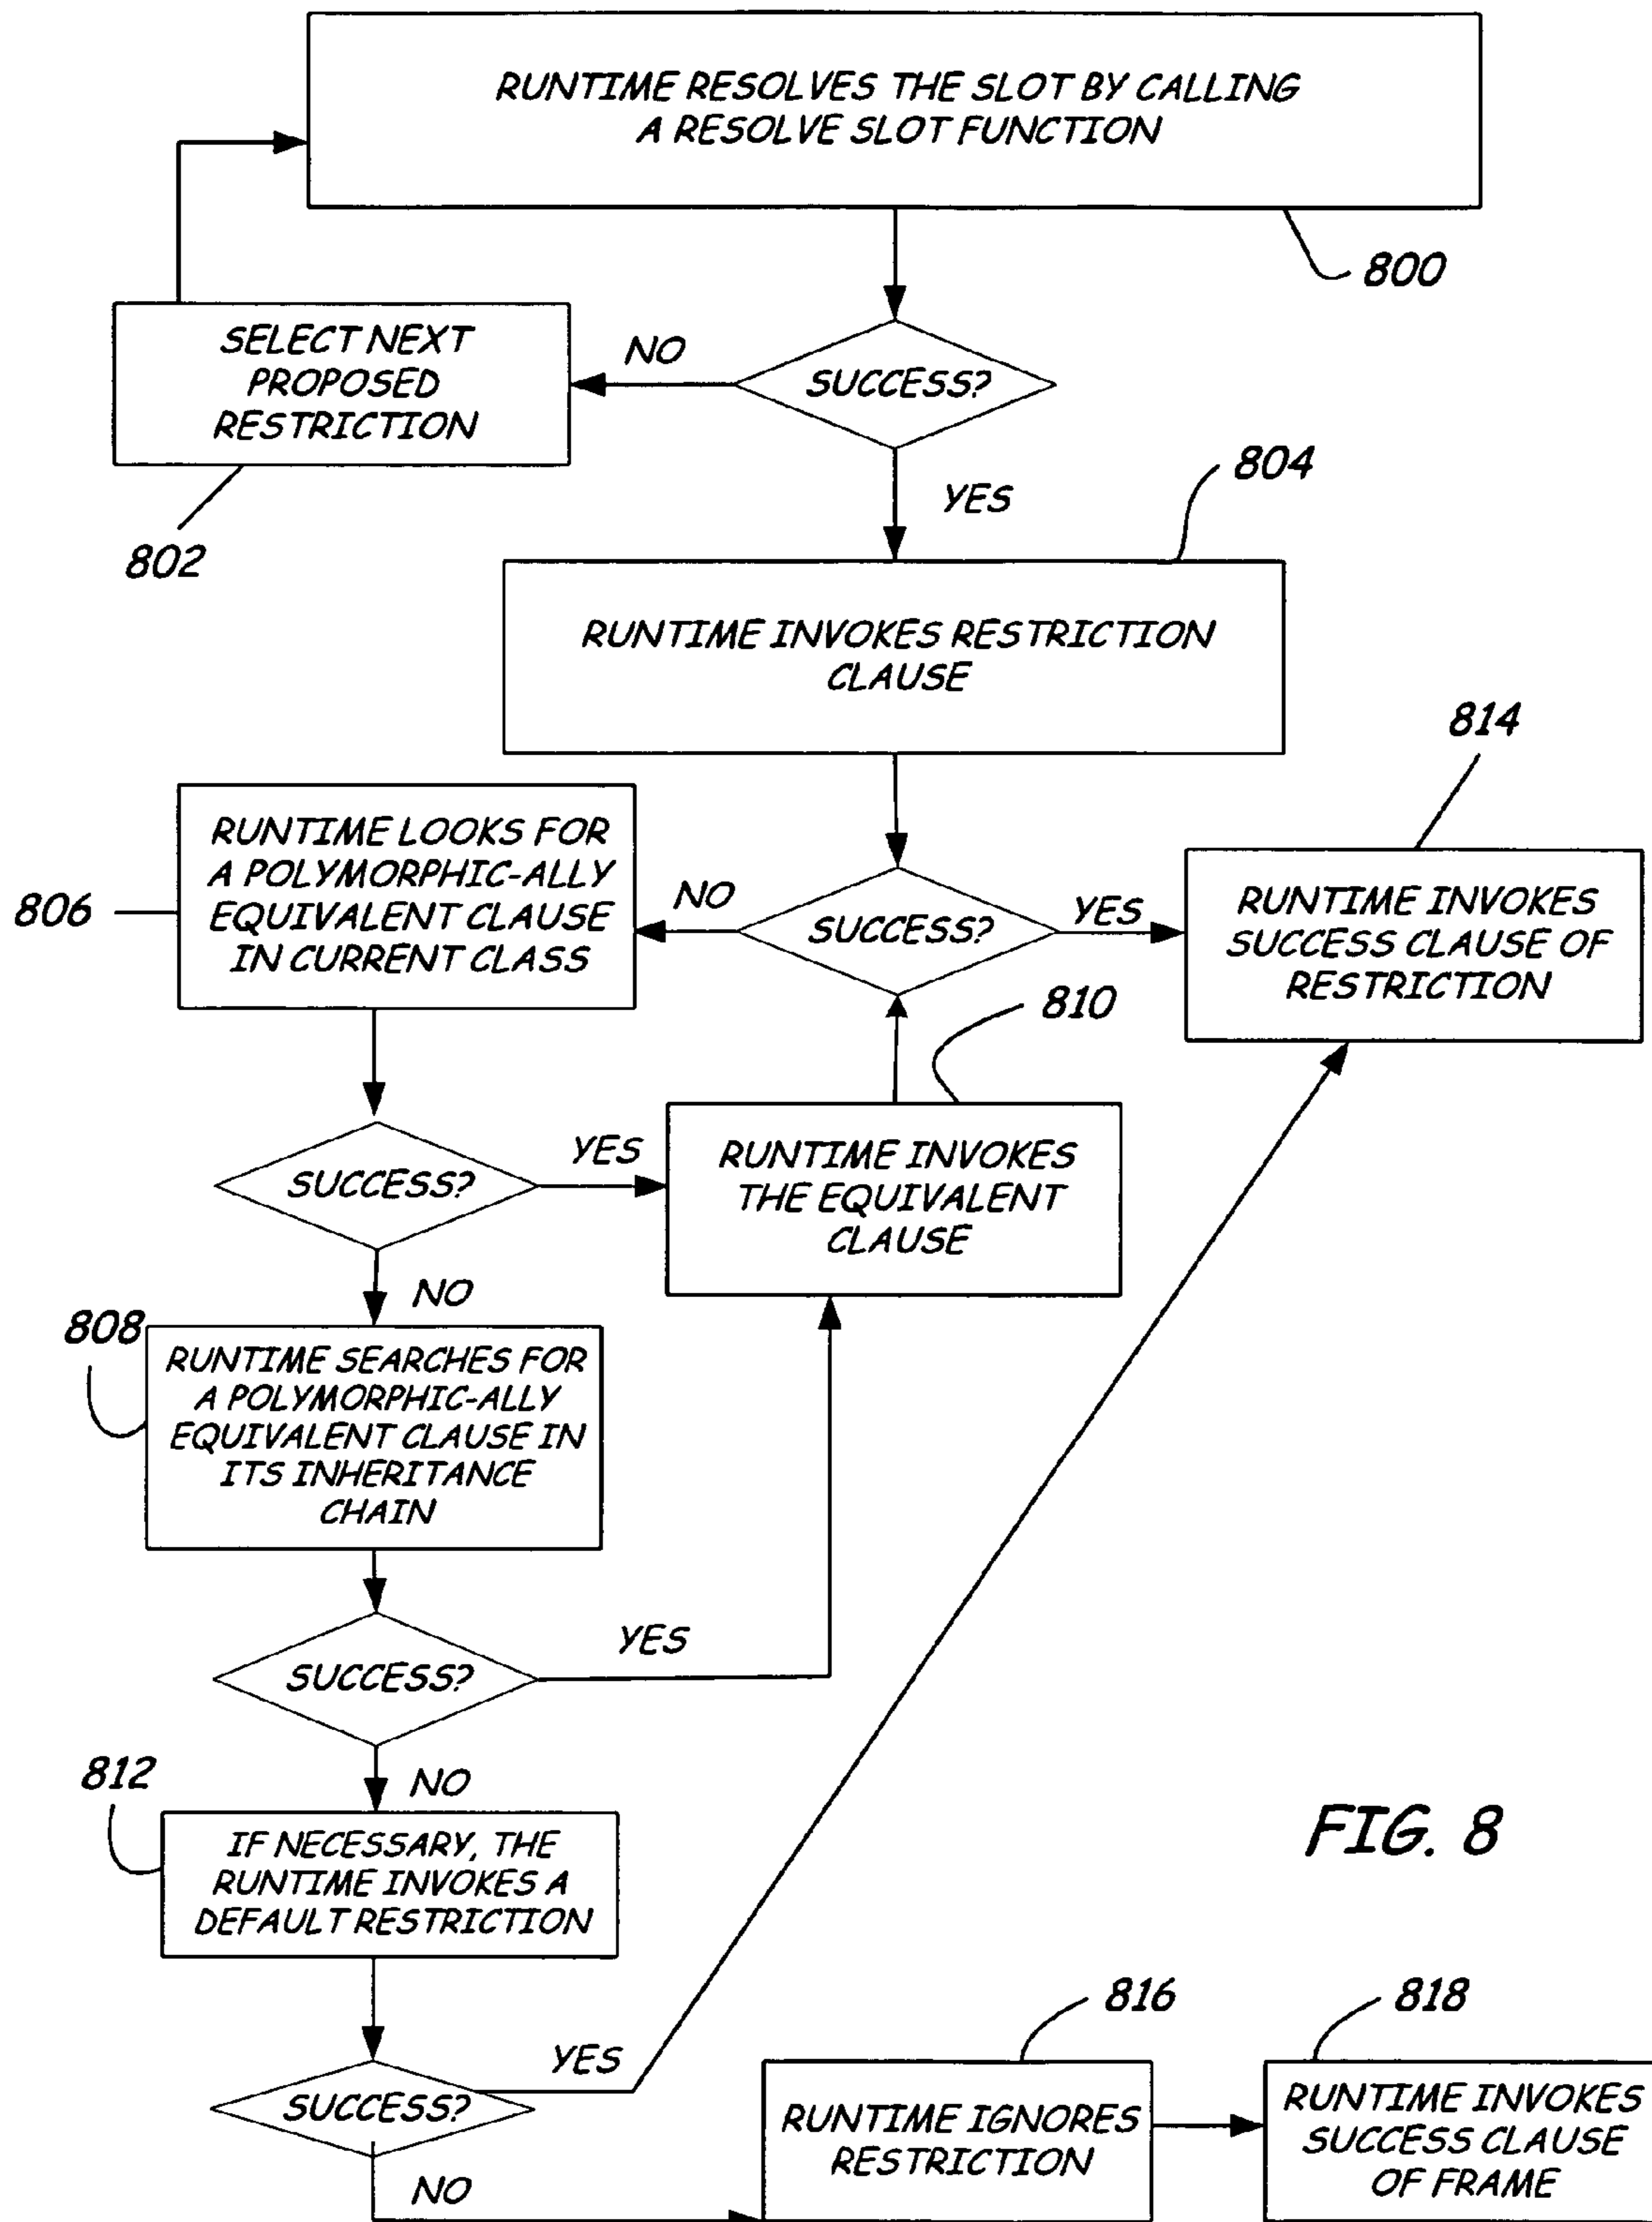 RUNTIME RESOLVES THE SLOT BY CALLING
A RESOLVE SLOT FUNCTION
800
SELECT NEXT
PROPOSED
RESTRICTION
NO
SUCCESS?
802
YES
804
RUNTIME INVOKES RESTRICTION
CLAUSE
814
RUNTIME LOOKS FOR
A POLYMORPHIC-ALLY
EQUIVALENT CLAUSE
IN CURRENT CLASS
806
NO
SUCCESS?
YES
RUNTIME INVOKES
SUCCESS CLAUSE OF
RESTRICTION
810
SUCCESS?
YES
RUNTIME INVOKES
THE EQUIVALENT
CLAUSE
NO
808
RUNTIME SEARCHES FOR
A POLYMORPHIC-ALLY
EQUIVALENT CLAUSE IN
ITS INHERITANCE
CHAIN
SUCCESS?
YES
NO
812
IF NECESSARY, THE
RUNTIME INVOKES A
DEFAULT RESTRICTION
FIG. 8
SUCCESS?
YES
NO
816
RUNTIME IGNORES
RESTRICTION
818
RUNTIME INVOKES
SUCCESS CLAUSE
OF FRAME